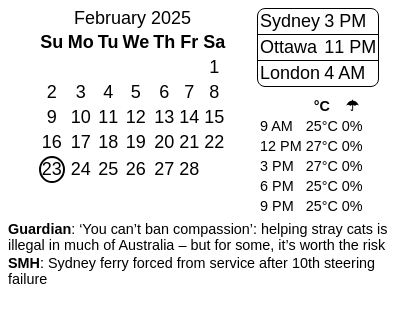 February 2025
Su Mo Tu We Th Fr Sa
1
2 3 4 5 6 7 8
9 10 11 12 13 14 15
16 17 18 19 20 21 22
23 24 25 26 27 28
Sydney 3 PM
Ottawa 11 PM
London 4 AM
°C ☂
9 AM 25°C 0%
12 PM 27°C 0%
3 PM 27°C 0%
6 PM 25°C 0%
9 PM 25°C 0%
Guardian: ‘You can’t ban compassion’: helping stray cats is
illegal in much of Australia – but for some, it’s worth the risk
SMH: Sydney ferry forced from service after 10th steering
failure